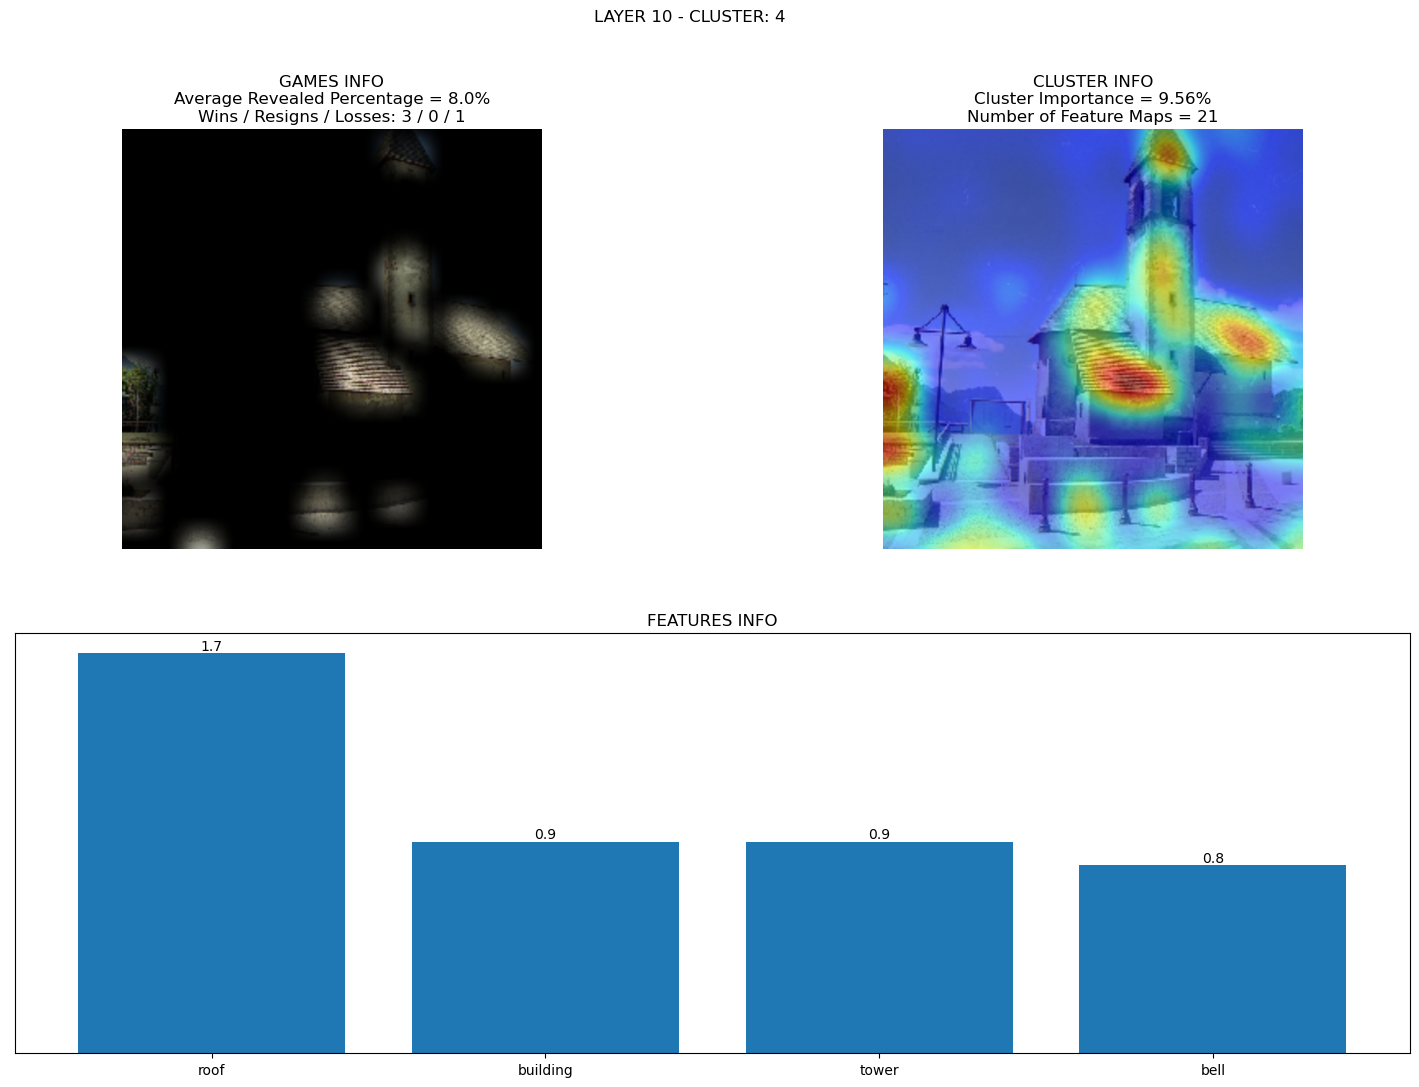 LAYER 10 - CLUSTER: 4
GAMES INFO
Average Revealed Percentage = 8.0%
Wins / Resigns / Losses: 3 / 0 / 1
CLUSTER INFO
Cluster Importance = 9.56%
Number of Feature Maps = 21
FEATURES INFO
1.7
0.9
0.9
0.8
roof
building
tower
bell